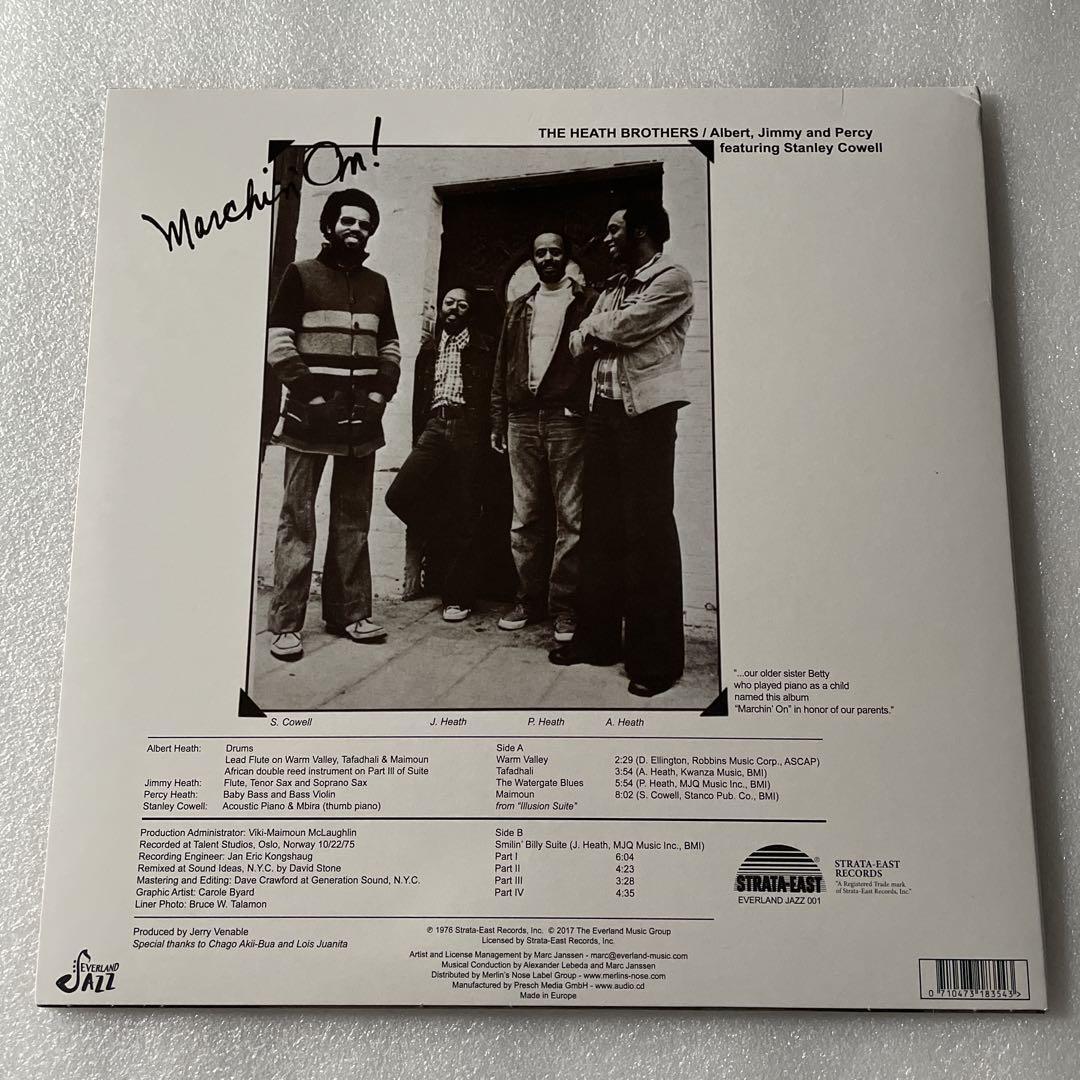 Marchin' On!
THE HEATH BROTHERS / Albert, Jimmy and Percy
featuring Stanley Cowell
"...our older sister Betty
who played piano as a child
named this album
"Marchin' On" in honor of our parents."
S. Cowell J. Heath P. Heath A. Heath
Albert Heath: Drums
Lead Flute on Warm Valley, Tafadhali & Maimoun
African double reed instrument on Part III of Suite
Jimmy Heath: Flute, Tenor Sax and Soprano Sax
Percy Heath: Baby Bass and Bass Violin
Stanley Cowell: Acoustic Piano & Mbira (thumb piano)
Side A
Warm Valley 2:29 (D. Ellington, Robbins Music Corp., ASCAP)
Tafadhali 3:54 (A. Heath, Kwanza Music, BMI)
The Watergate Blues 5:54 (P. Heath, MJQ Music Inc., BMI)
Maimoun 8:02 (S. Cowell, Stanco Pub. Co., BMI)
from "Illusion Suite"
Production Administrator: Viki-Maimoun McLaughlin
Recorded at Talent Studios, Oslo, Norway 10/22/75
Recording Engineer: Jan Eric Kongshaug
Remixed at Sound Ideas, N.Y.C. by David Stone
Mastering and Editing: Dave Crawford at Generation Sound, N.Y.C.
Graphic Artist: Carole Byard
Liner Photo: Bruce W. Talamon
Side B
Smilin' Billy Suite (J. Heath, MJQ Music Inc., BMI)
Part I 6:04
Part II 4:23
Part III 3:28
Part IV 4:35
STRATA-EAST®
EVERLAND JAZZ 001
STRATA-EAST
RECORDS
"A Registered Trade mark
of Strata-East Records, Inc."
Produced by Jerry Venable
Special thanks to Chago Akii-Bua and Lois Juanita
℗ 1976 Strata-East Records, Inc. © 2017 The Everland Music Group
Licensed by Strata-East Records, Inc.
Artist and License Management by Marc Janssen - marc@everland-music.com
Musical Conduction by Alexander Lebeda and Marc Janssen
Distributed by Merlin's Nose Label Group - www.merlins-nose.com
Manufactured by Presch Media GmbH - www.audio.cd
Made in Europe
EVERLAND
JAZZ
0 710473 183543 >